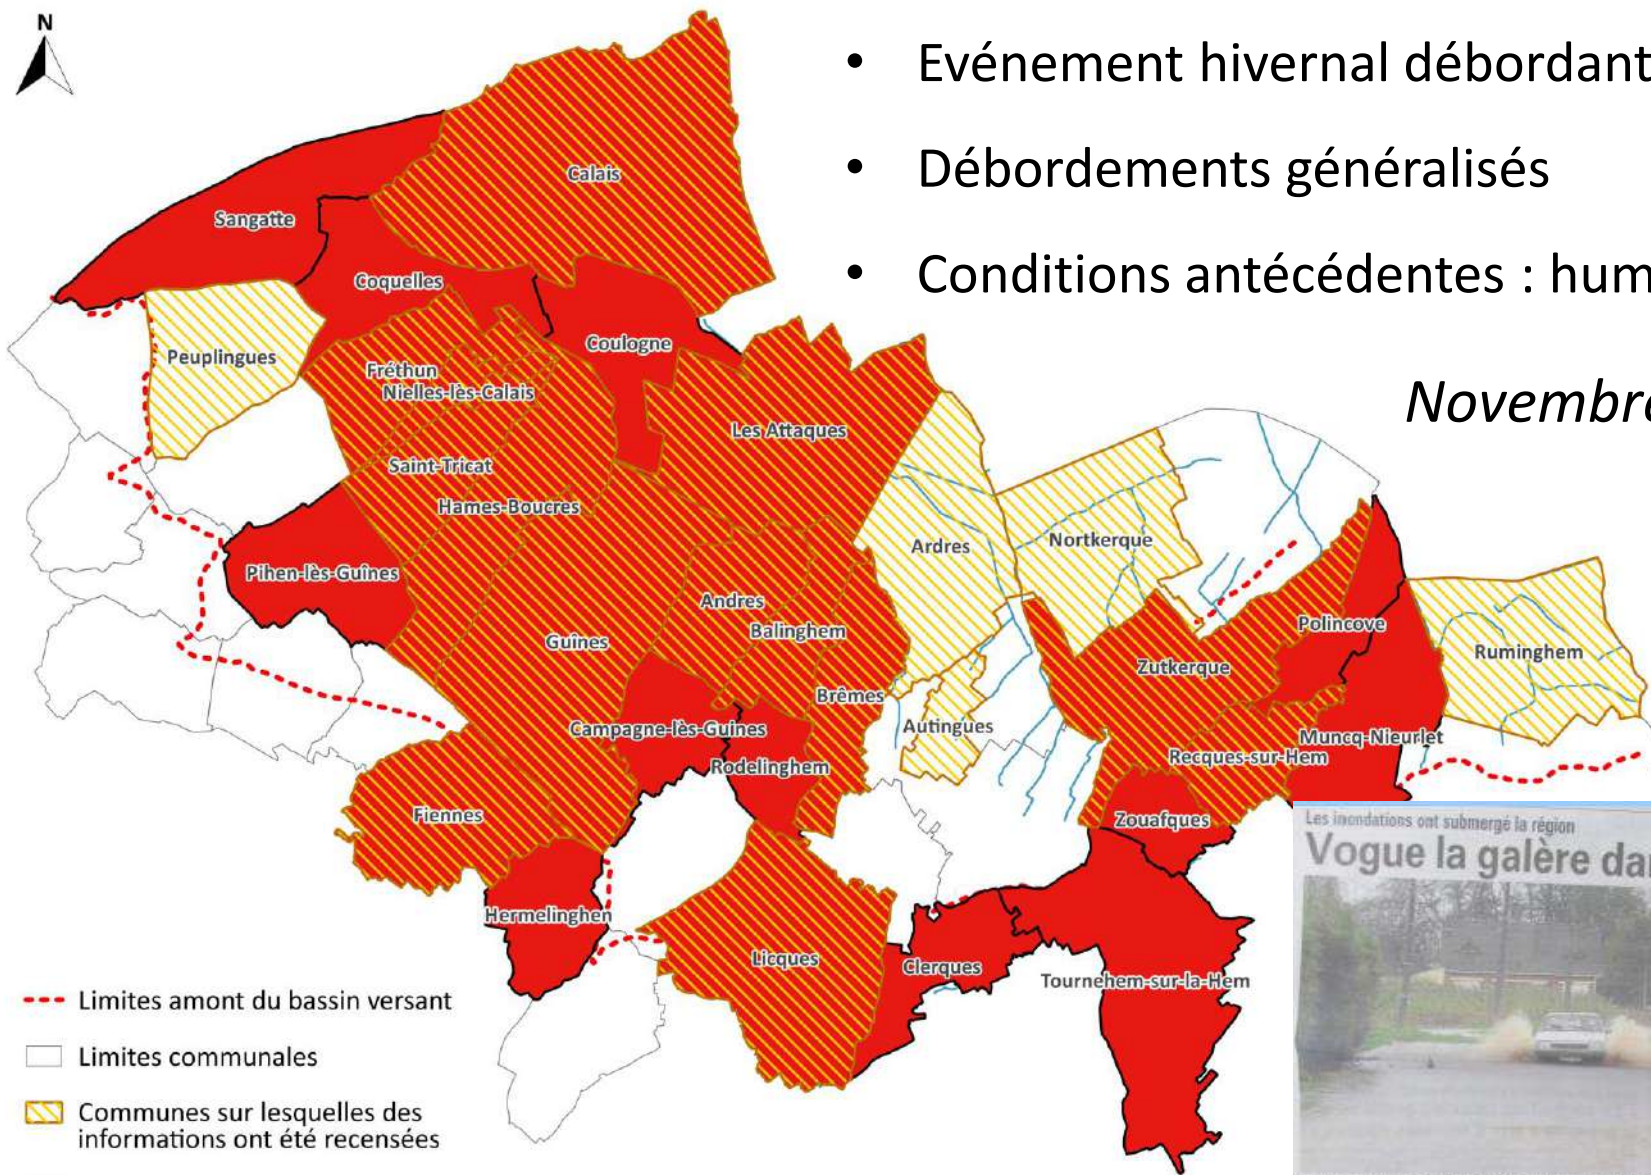 N
• Evénement hivernal débordant
• Débordements généralisés
• Conditions antécédentes : hum
Novembre
Calais
Sangatte
Coquelles
Coulogne
Peuplingues
Fréthun
Nielles-lès-Calais
Les Attaques
Saint-Tricat
Hames-Boucres
Ardres
Nortkerque
Pihen-lès-Guînes
Andres
Balinghem
Guînes
Polincove
Ruminghem
Zutkerque
Brêmes
Autingues
Campagne-lès-Guines
Muncq-Nieurlet
Recques-sur-Hem
Rodelinghem
Fiennes
Zouafques
Hermelinghen
Licques
Clerques
Tournehem-sur-la-Hem
Les inondations ont submergé la région
Vogue la galère da
Limites amont du bassin versant
Limites communales
Communes sur lesquelles des
informations ont été recensées